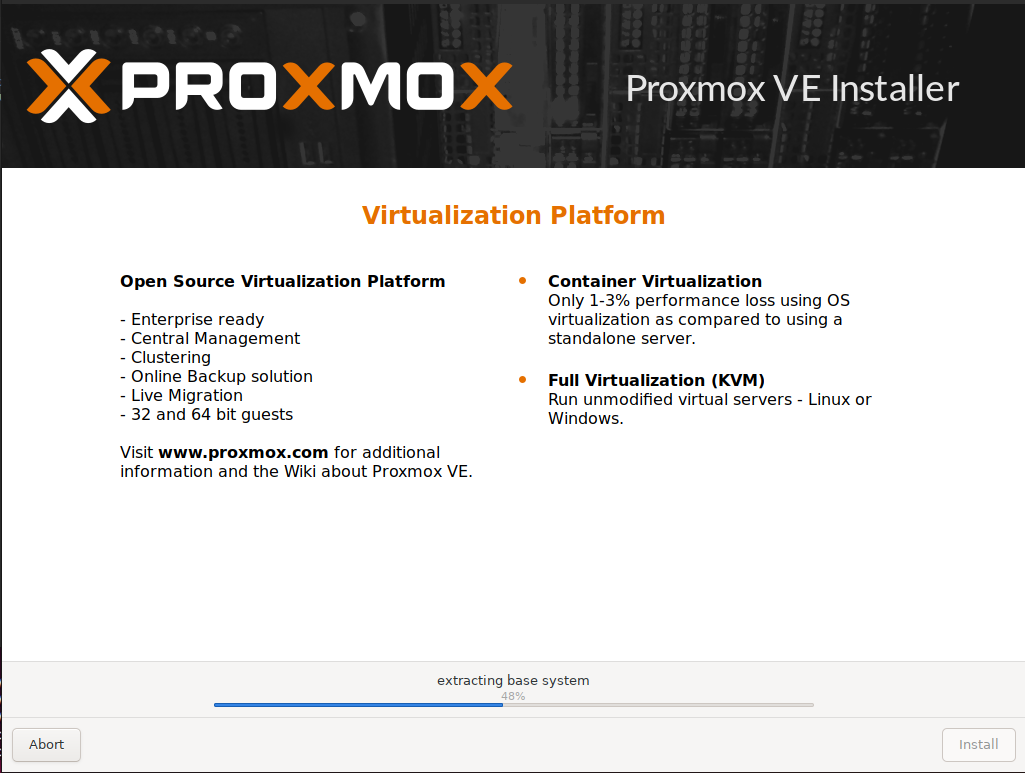 PROXMOX
Proxmox VE Installer
Virtualization Platform
Open Source Virtualization Platform
- Enterprise ready
- Central Management
- Clustering
- Online Backup solution
- Live Migration
- 32 and 64 bit guests
Visit www.proxmox.com for additional
information and the Wiki about Proxmox VE.
Container Virtualization
Only 1-3% performance loss using OS
virtualization as compared to using a
standalone server.
Full Virtualization (KVM)
Run unmodified virtual servers - Linux or
Windows.
extracting base system
48%
Abort
Install